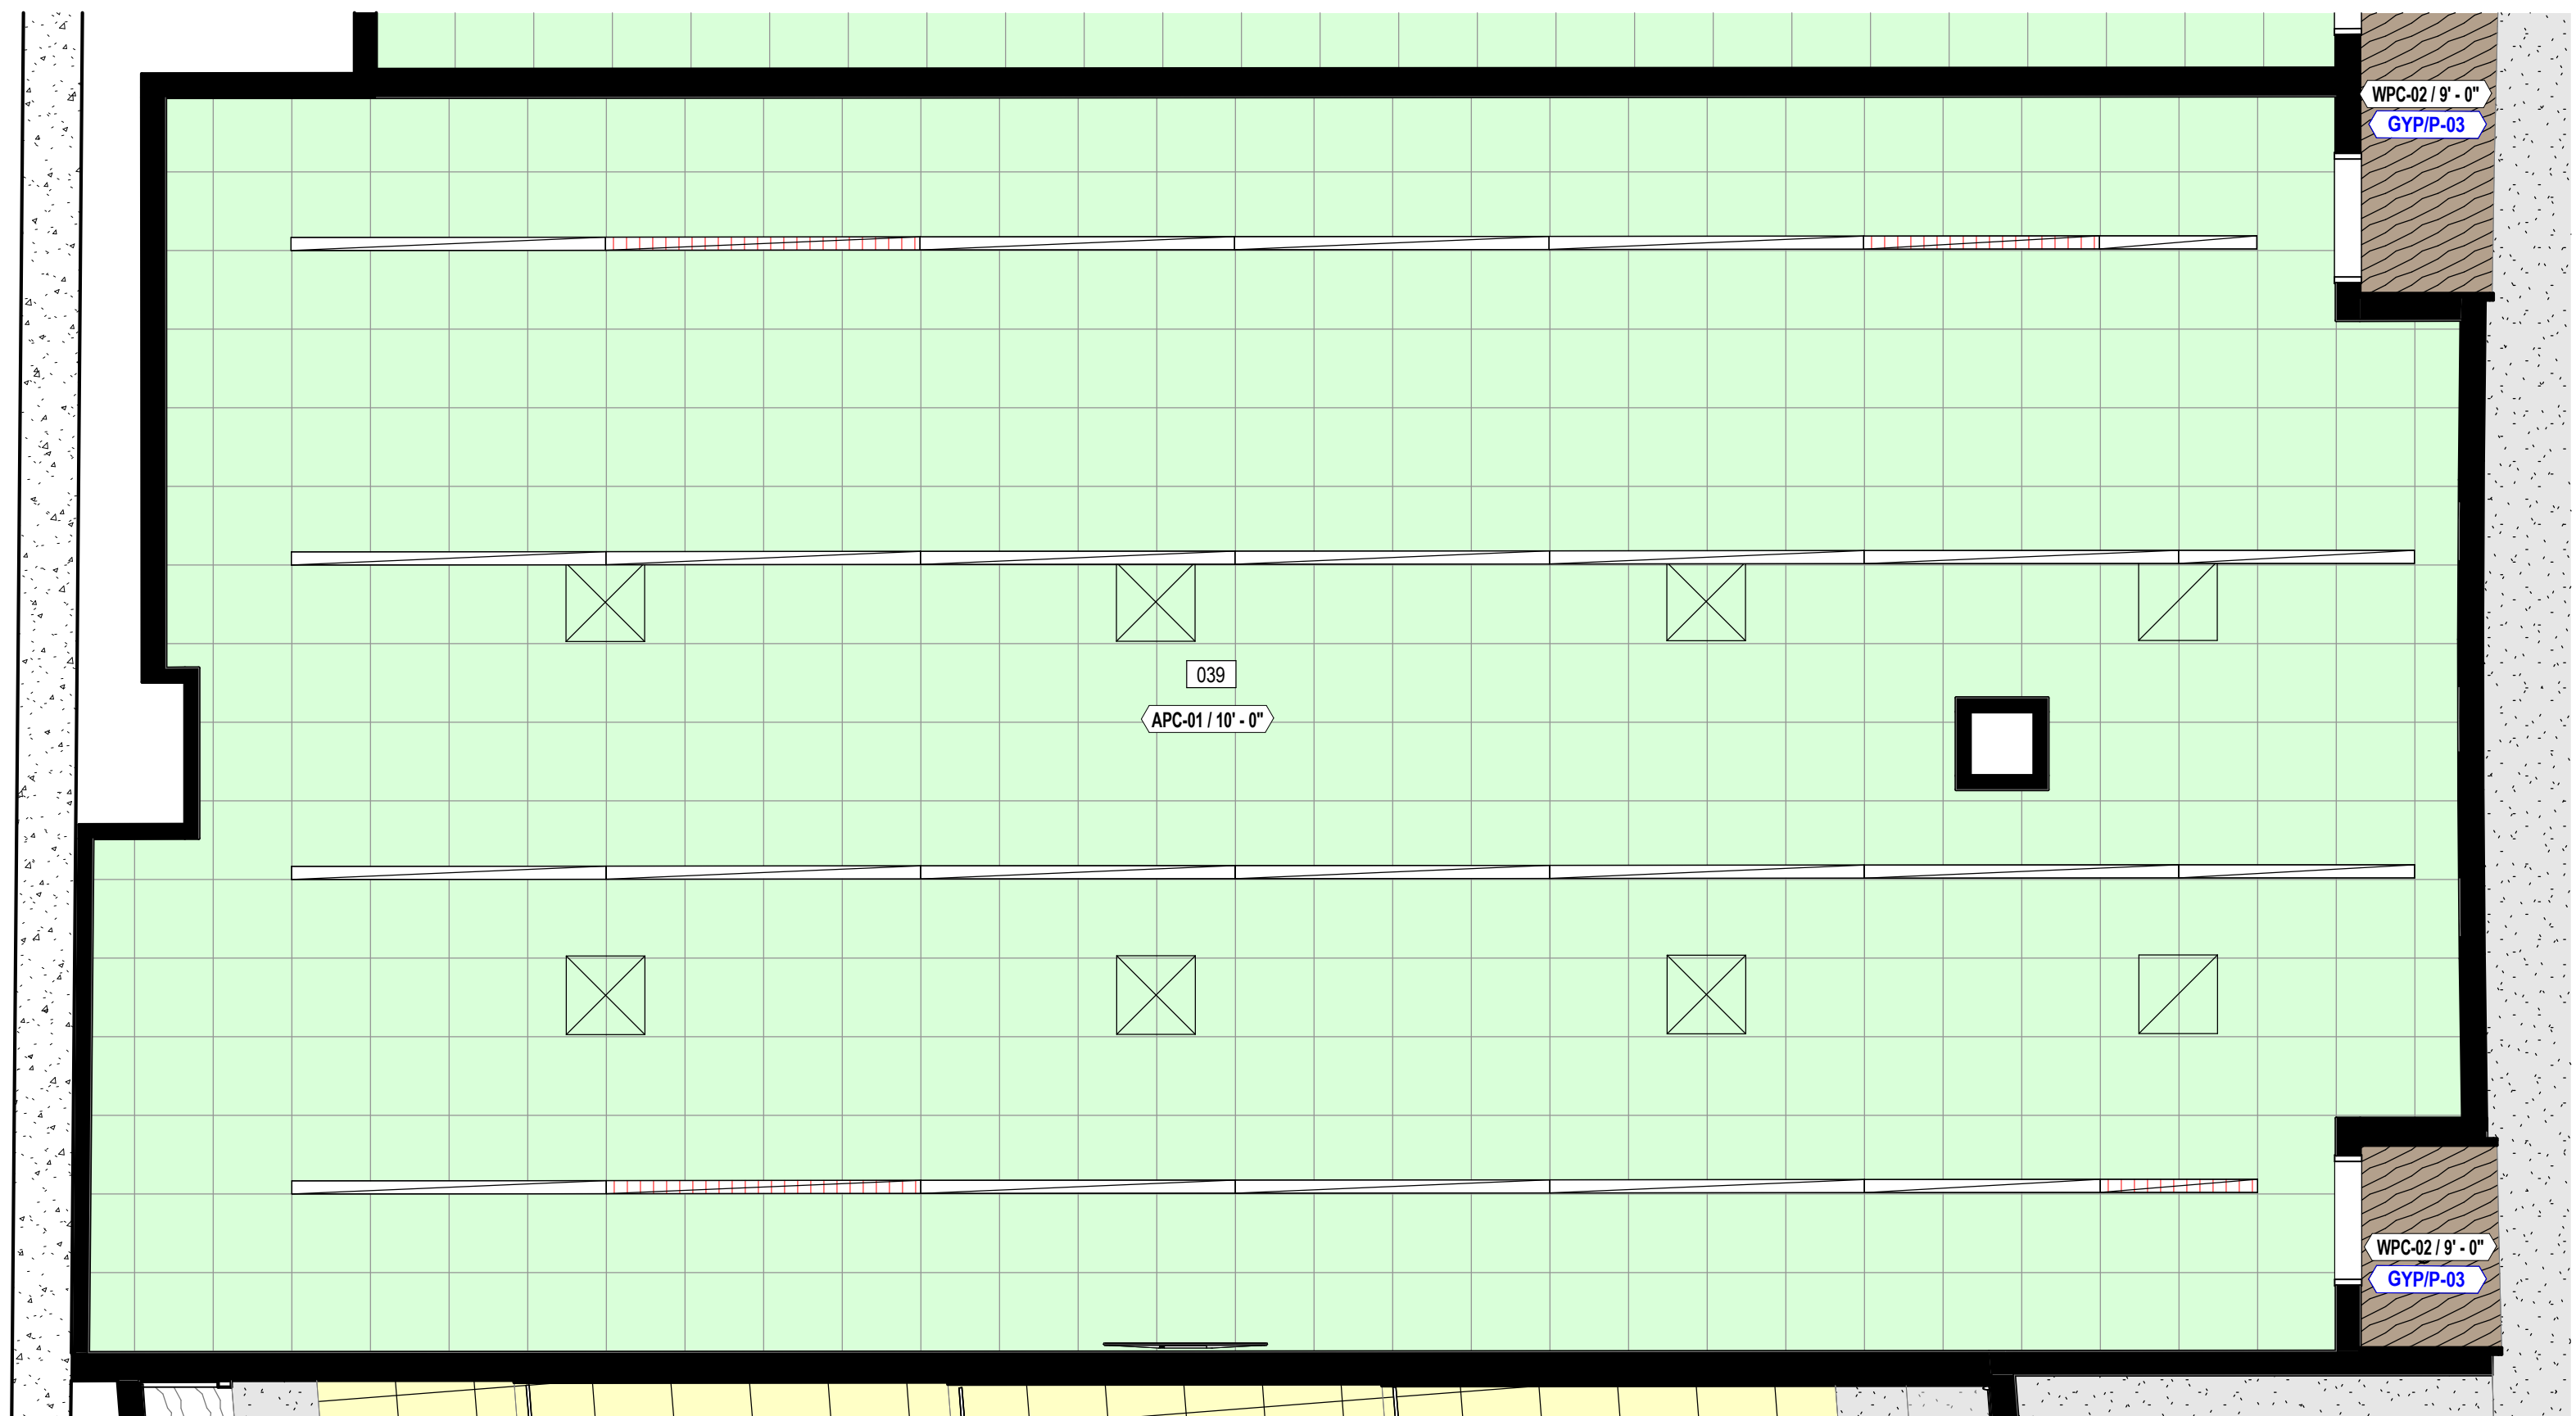 WPC-02 / 9' - 0"
GYP/P-03
039
APC-01 / 10' - 0"
WPC-02 / 9' - 0"
GYP/P-03